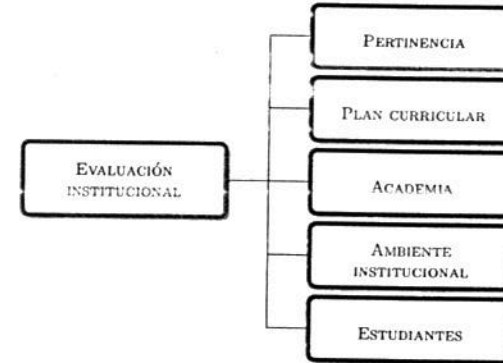 PERTINENCIA
PLAN CURRICULAR
EVALUACIÓN
INSTITUCIONAL
ACADEMIA
AMBIENTE
INSTITUCIONAL
ESTUDIANTES